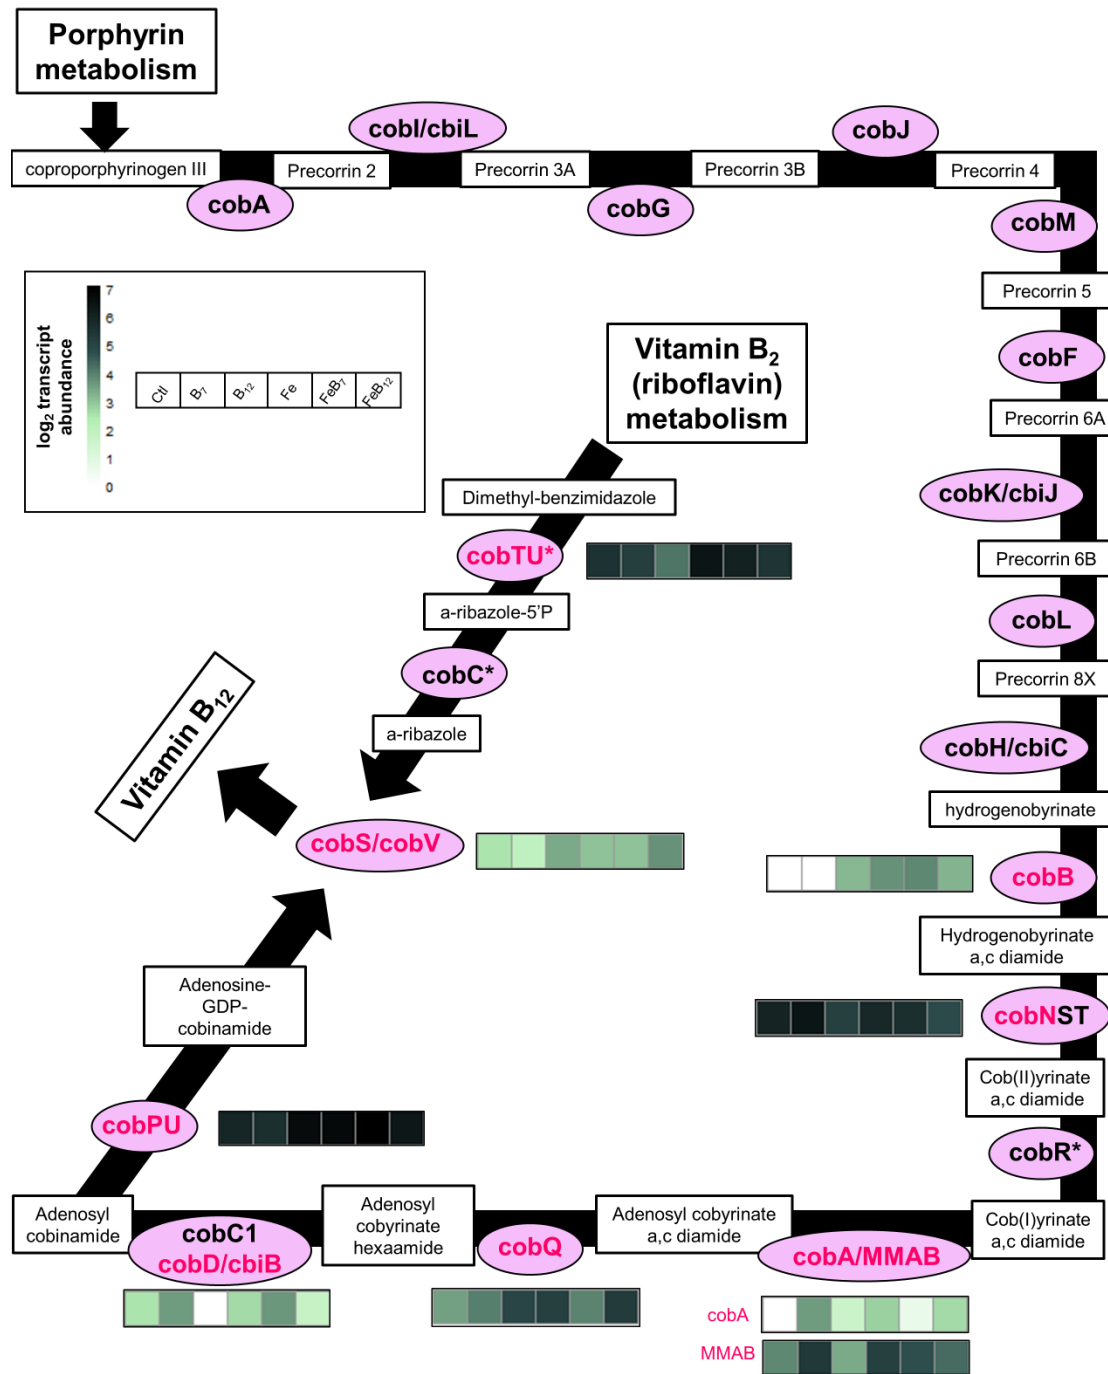 Porphyrin
metabolism
cobI/cbiL
cobJ
coproporphyrinogen III
Precorrin 2
Precorrin 3A
Precorrin 3B
Precorrin 4
cobA
cobG
cobM
Precorrin 5
log2 transcript
abundance
7
6
5
4
3
2
1
0
Ctl
B7
B12
Fe
FeB7
FeB12
Vitamin B2
(riboflavin)
metabolism
cobF
Precorrin 6A
Dimethyl-benzimidazole
cobK/cbiJ
cobTU*
Precorrin 6B
a-ribazole-5'P
cobL
cobC*
Precorrin 8X
a-ribazole
Vitamin B12
cobH/cbiC
hydrogenobyrinate
cobS/cobV
cobB
Hydrogenobyrinate
a,c diamide
Adenosine-
GDP-
cobinamide
cobNST
Cob(II)yrinate
a,c diamide
cobPU
cobR*
Adenosyl
cobinamide
cobC1
cobD/cbiB
Adenosyl
cobyrinate
hexaamide
cobQ
Adenosyl cobyrinate
a,c diamide
cobA/MMAB
Cob(I)yrinate
a,c diamide
cobA
MMAB